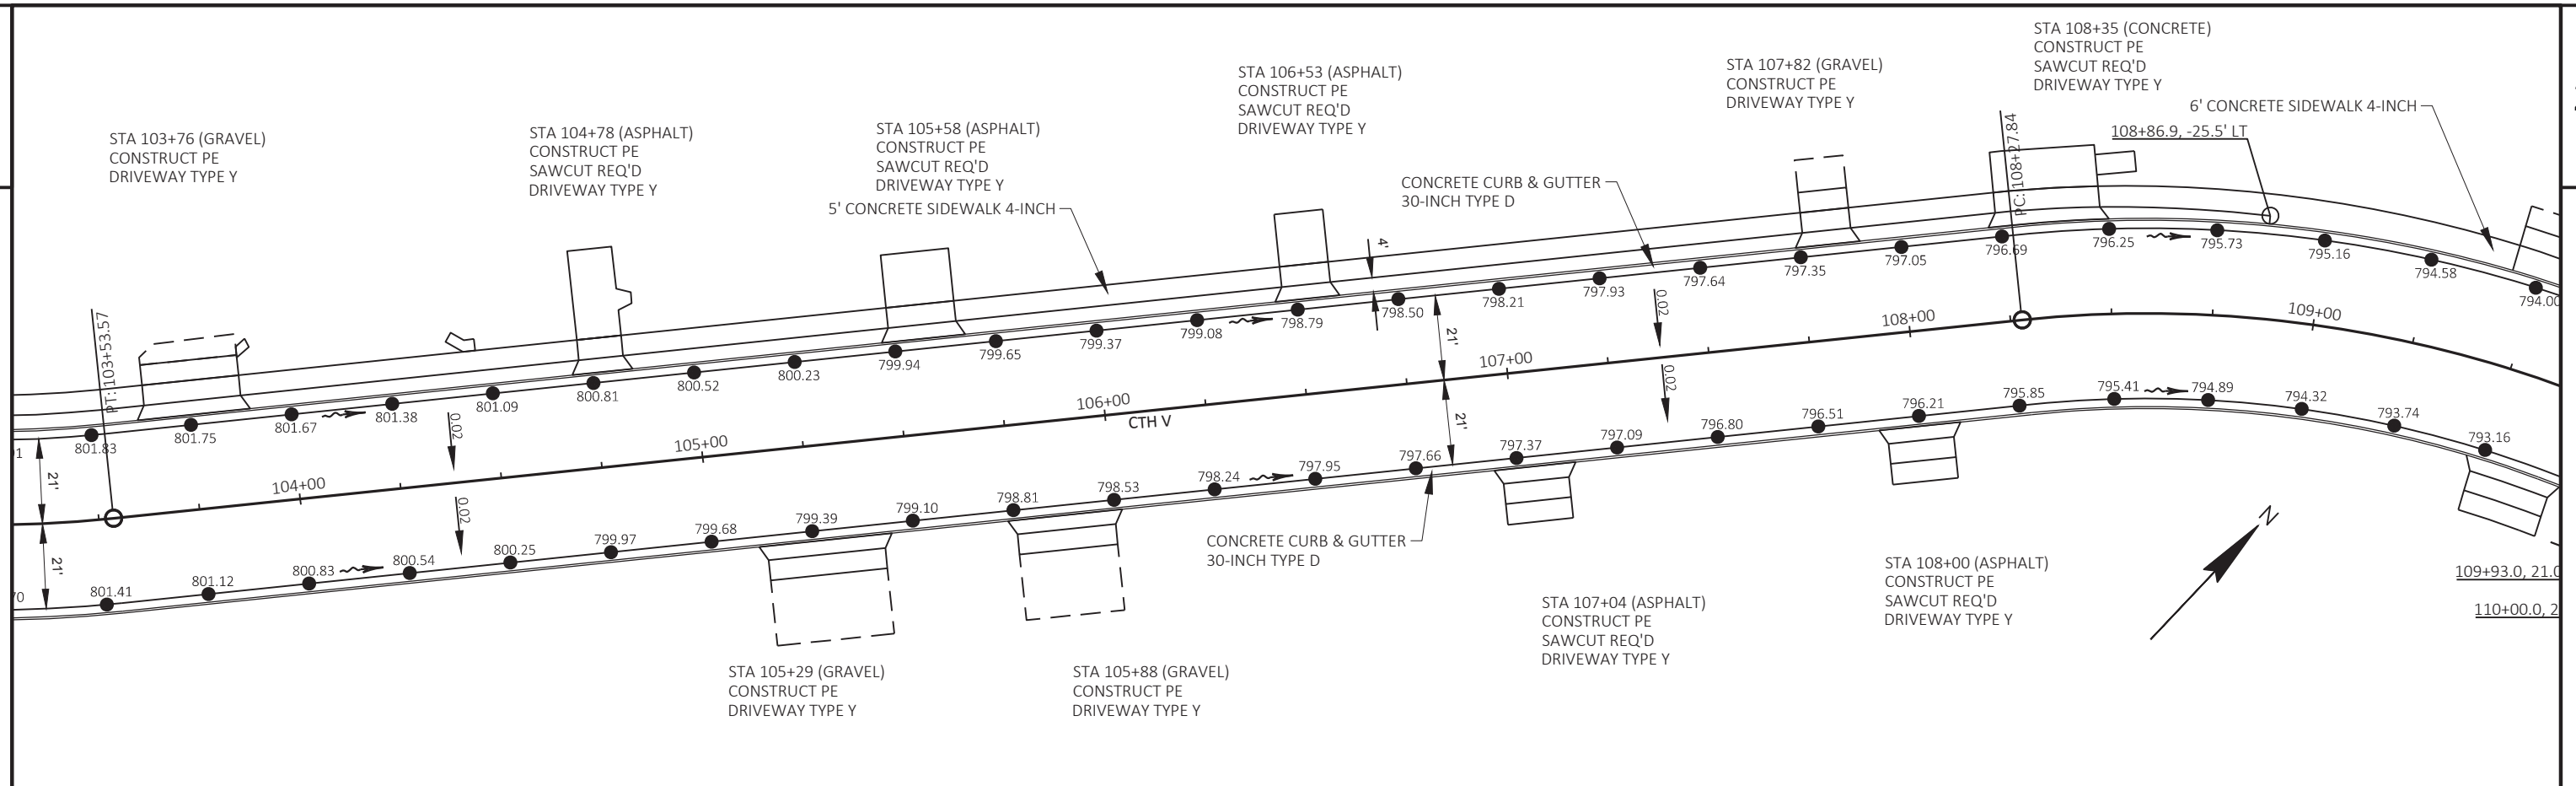 STA 103+76 (GRAVEL)
CONSTRUCT PE
DRIVEWAY TYPE Y
STA 104+78 (ASPHALT)
CONSTRUCT PE
SAWCUT REQ'D
DRIVEWAY TYPE Y
STA 105+58 (ASPHALT)
CONSTRUCT PE
SAWCUT REQ'D
DRIVEWAY TYPE Y
5' CONCRETE SIDEWALK 4-INCH
STA 106+53 (ASPHALT)
CONSTRUCT PE
SAWCUT REQ'D
DRIVEWAY TYPE Y
CONCRETE CURB & GUTTER
30-INCH TYPE D
STA 107+82 (GRAVEL)
CONSTRUCT PE
DRIVEWAY TYPE Y
STA 108+35 (CONCRETE)
CONSTRUCT PE
SAWCUT REQ'D
DRIVEWAY TYPE Y
6' CONCRETE SIDEWALK 4-INCH
108+86.9, -25.5' LT
PT: 103+53.57
PC: 108+27.84
4'
801.83
801.75
801.67
801.38
801.09
800.81
800.52
800.23
799.94
799.65
799.37
799.08
798.79
798.50
798.21
797.93
797.64
797.35
797.05
796.69
796.25
795.73
795.16
794.58
794.00
21'
21'
0.02
0.02
21'
21'
0.02
0.02
104+00
105+00
106+00
CTH V
107+00
108+00
109+00
801.41
801.12
800.83
800.54
800.25
799.97
799.68
799.39
799.10
798.81
798.53
798.24
797.95
797.66
797.37
797.09
796.80
796.51
796.21
795.85
795.41
794.89
794.32
793.74
793.16
CONCRETE CURB & GUTTER
30-INCH TYPE D
STA 105+29 (GRAVEL)
CONSTRUCT PE
DRIVEWAY TYPE Y
STA 105+88 (GRAVEL)
CONSTRUCT PE
DRIVEWAY TYPE Y
STA 107+04 (ASPHALT)
CONSTRUCT PE
SAWCUT REQ'D
DRIVEWAY TYPE Y
STA 108+00 (ASPHALT)
CONSTRUCT PE
SAWCUT REQ'D
DRIVEWAY TYPE Y
N
109+93.0, 21.0
110+00.0, 2